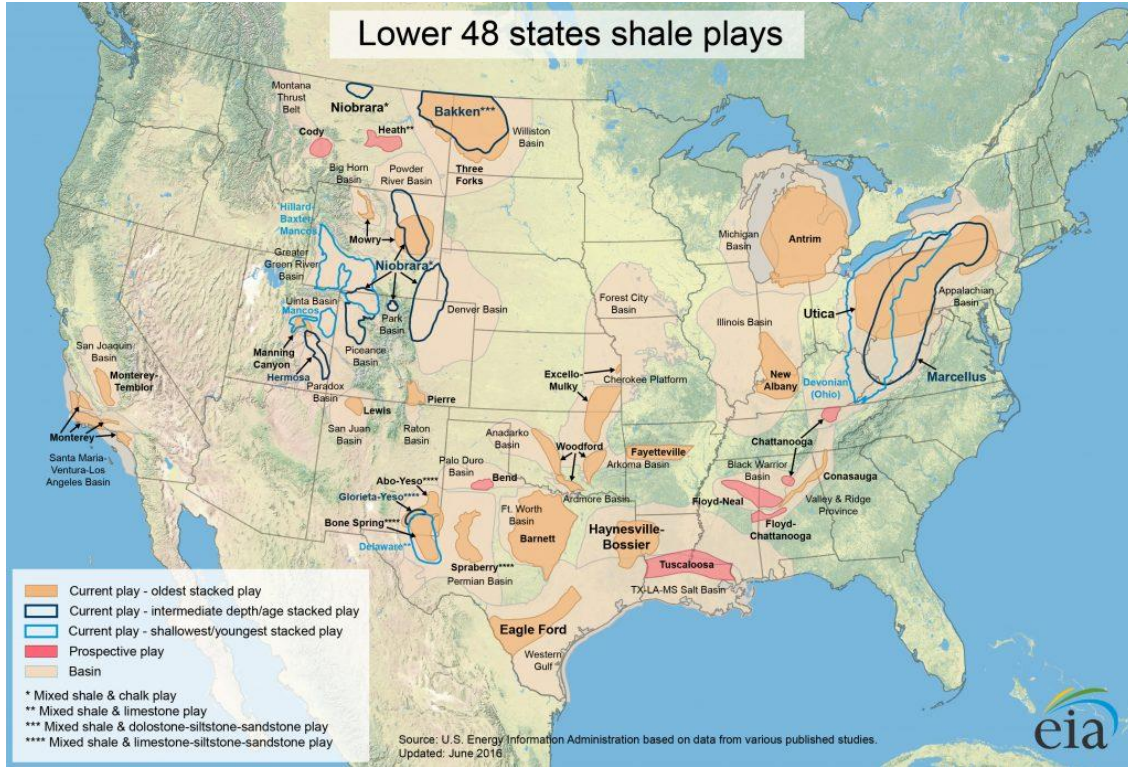 Lower 48 states shale plays
Montana
Thrust
Belt
Niobrara*
Bakken***
Cody
Heath**
Williston
Basin
Big Horn
Basin
Powder
River Basin
Three
Forks
Hillard-
Baxter-
Mancos
Mowry
Greater
Green River
Basin
Niobrara*
Michigan
Basin
Antrim
Uinta Basin
Mancos
Park
Basin
Denver Basin
Forest City
Basin
Illinois Basin
Utica
Appalachian
Basin
San Joaquin
Basin
Monterey-
Temblor
Manning
Canyon
Hermosa
Piceance
Basin
Paradox
Basin
Excello-
Mulky
Cherokee Platform
New
Albany
Devonian
(Ohio)
Marcellus
Monterey
Santa Maria-
Ventura-Los
Angeles Basin
Lewis
San Juan
Basin
Pierre
Raton
Basin
Anadarko
Basin
Woodford
Fayetteville
Arkoma Basin
Chattanooga
Black Warrior
Basin
Conasauga
Palo Duro
Basin
Bend
Ardmore Basin
Floyd-Neal
Valley & Ridge
Province
Abo-Yeso****
Glorieta-Yeso****
Bone Spring****
Delaware**
Ft. Worth
Basin
Barnett
Haynesville-
Bossier
Floyd-
Chattanooga
Spraberry****
Permian Basin
Tuscaloosa
TX-LA-MS Salt Basin
Eagle Ford
Western
Gulf
Current play - oldest stacked play
Current play - intermediate depth/age stacked play
Current play - shallowest/youngest stacked play
Prospective play
Basin
* Mixed shale & chalk play
** Mixed shale & limestone play
*** Mixed shale & dolostone-siltstone-sandstone play
**** Mixed shale & limestone-siltstone-sandstone play
Source: U.S. Energy Information Administration based on data from various published studies.
Updated: June 2016
eia